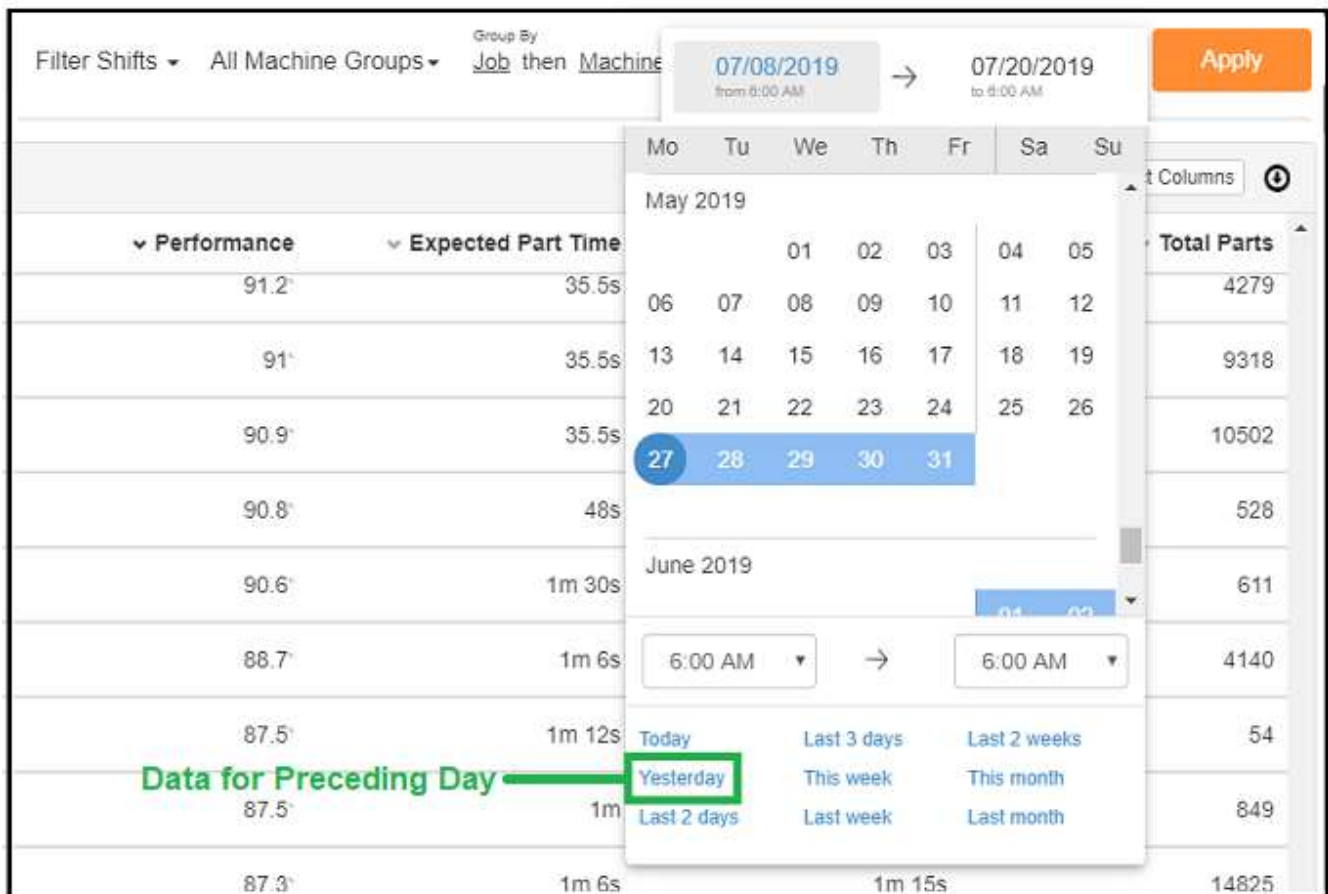 Group By
Filter Shifts All Machine Groups Job then Machine 07/08/2019 → 07/20/2019 Apply
from 6:00 AM to 6:00 AM
Mo Tu We Th Fr Sa Su
t Columns
May 2019
Performance Expected Part Time Total Parts
01 02 03 04 05
91.2 35.5s 4279
06 07 08 09 10 11 12
91 35.5s 13 14 15 16 17 18 19 9318
20 21 22 23 24 25 26
90.9 35.5s 10502
27 28 29 30 31
90.8 48s 528
June 2019
90.6 1m 30s 611
01 02
88.7 1m 6s 6:00 AM → 6:00 AM 4140
87.5 1m 12s Today Last 3 days Last 2 weeks 54
Data for Preceding Day Yesterday This week This month
87.5 1m Last 2 days Last week Last month 849
87.3 1m 6s 1m 15s 14825